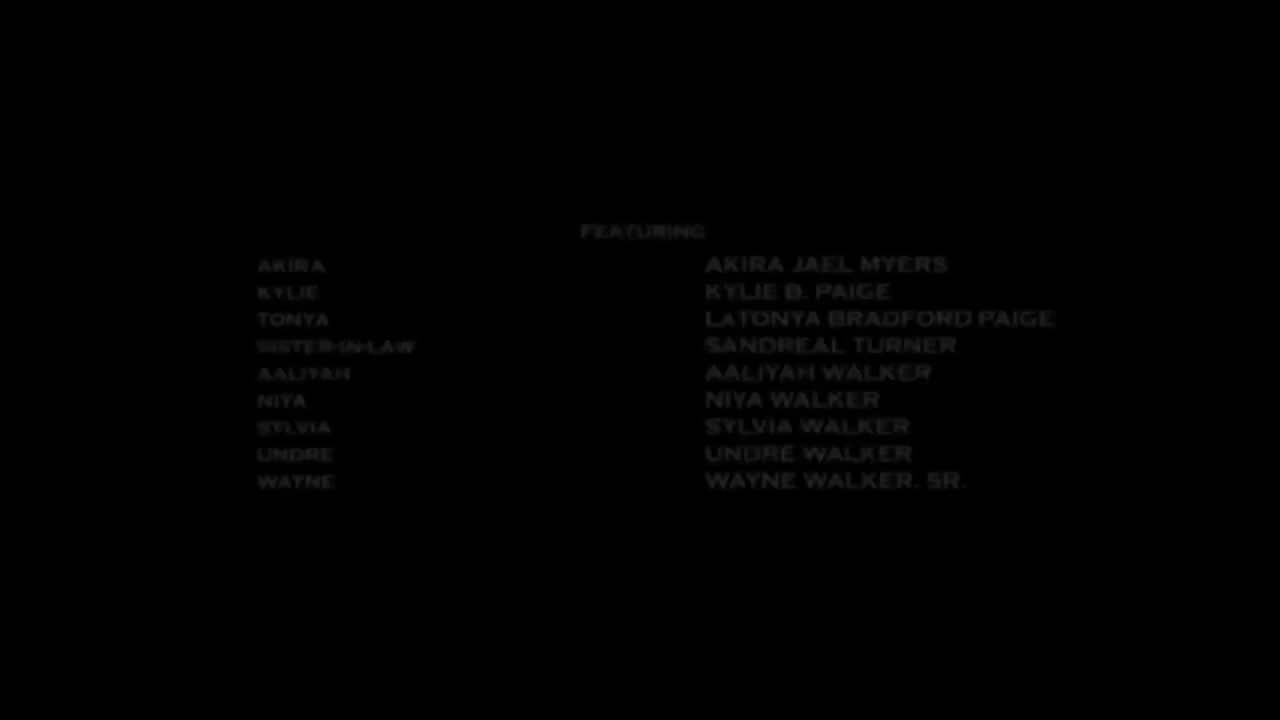 FEATURING
AKIRA AKIRA JAEL MYERS
KYLIE KYLIE B. PAIGE
TONYA LATONYA BRADFORD PAIGE
SISTER-IN-LAW SANDREAL TURNER
AALIYAH AALIYAH WALKER
NIYA NIYA WALKER
SYLVIA SYLVIA WALKER
UNDRE UNDRE WALKER
WAYNE WAYNE WALKER, SR.